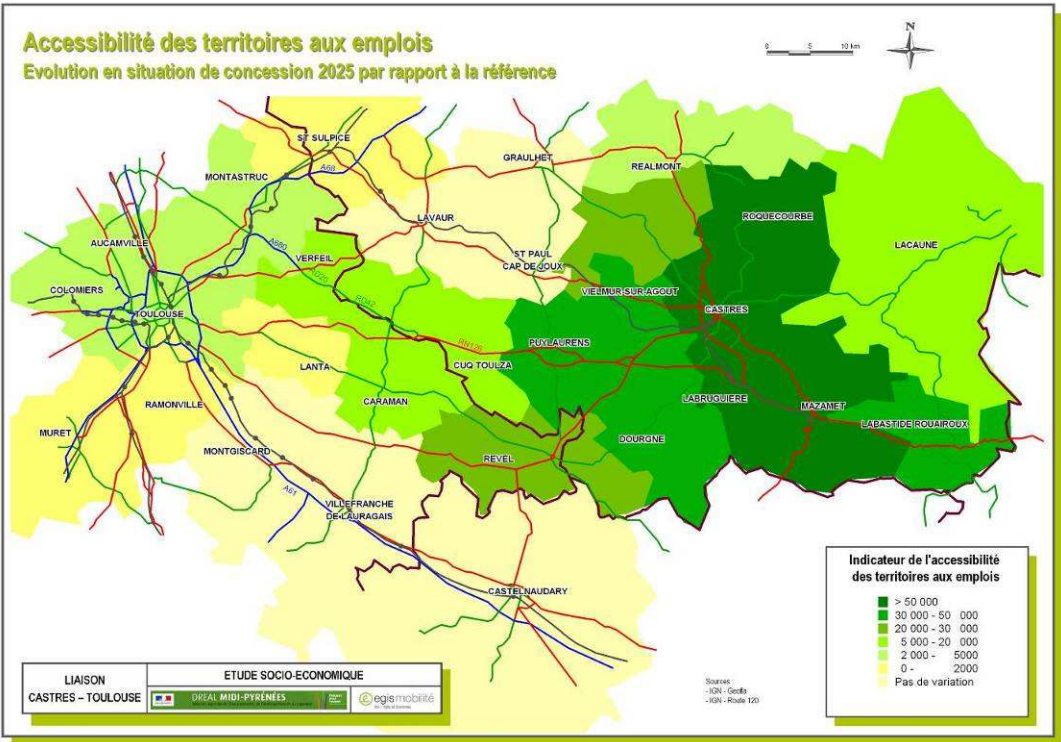 Accessibilité des territoires aux emplois
Evolution en situation de concession 2025 par rapport à la référence
N
0 5 10 km
ST SULPICE
GRAULHET
REALMONT
MONTASTRUC
A68
ROQUECOURBE
LAVAUR
AUCAMVILLE
A680
LACAUNE
VERFEIL
ST PAUL
CAP DE JOUX
RD20
COLOMIERS
RD42
VIELMUR-SUR-AGOUT
TOULOUSE
CASTRES
RN126
PUYLAURENS
LANTA
CUQ TOULZA
CARAMAN
LABRUGUIERE
RAMONVILLE
MAZAMET
LABASTIDE ROUAIROUX
MURET
DOURGNE
MONTGISCARD
REVEL
A61
VILLEFRANCHE
DE LAURAGAIS
CASTELNAUDARY
Indicateur de l'accessibilité
des territoires aux emplois
> 50 000
30 000 - 50 000
20 000 - 30 000
5 000 - 20 000
2 000 - 5000
0 - 2000
Pas de variation
LIAISON
CASTRES – TOULOUSE
ETUDE SOCIO-ECONOMIQUE
DREAL MIDI-PYRÉNÉES
egis mobilité
Sources :
- IGN - Geofla
- IGN - Route 120